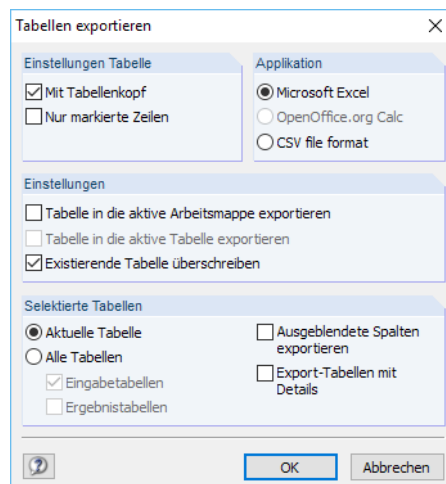 Tabellen exportieren
Einstellungen Tabelle
Mit Tabellenkopf
Nur markierte Zeilen
Applikation
Microsoft Excel
OpenOffice.org Calc
CSV file format
Einstellungen
Tabelle in die aktive Arbeitsmappe exportieren
Tabelle in die aktive Tabelle exportieren
Existierende Tabelle überschreiben
Selektierte Tabellen
Aktuelle Tabelle
Alle Tabellen
Eingabetabellen
Ergebnistabellen
Ausgeblendete Spalten
exportieren
Export-Tabellen mit
Details
OK
Abbrechen